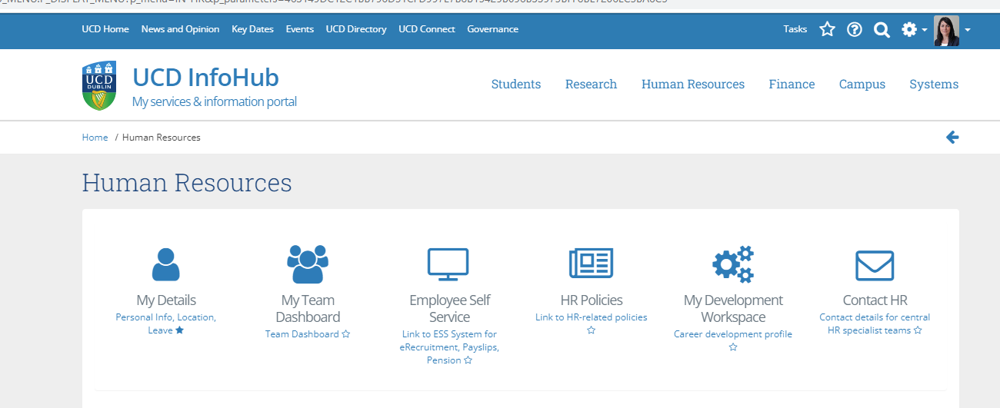 UCD Home News and Opinion Key Dates Events UCD Directory UCD Connect Governance Tasks
UCD
DUBLIN
UCD InfoHub
My services & information portal
Students Research Human Resources Finance Campus Systems
Home / Human Resources
Human Resources
My Details
Personal Info, Location,
Leave
My Team
Dashboard
Team Dashboard
Employee Self
Service
Link to ESS System for
eRecruitment, Payslips,
Pension
HR Policies
Link to HR-related policies
My Development
Workspace
Career development profile
Contact HR
Contact details for central
HR specialist teams